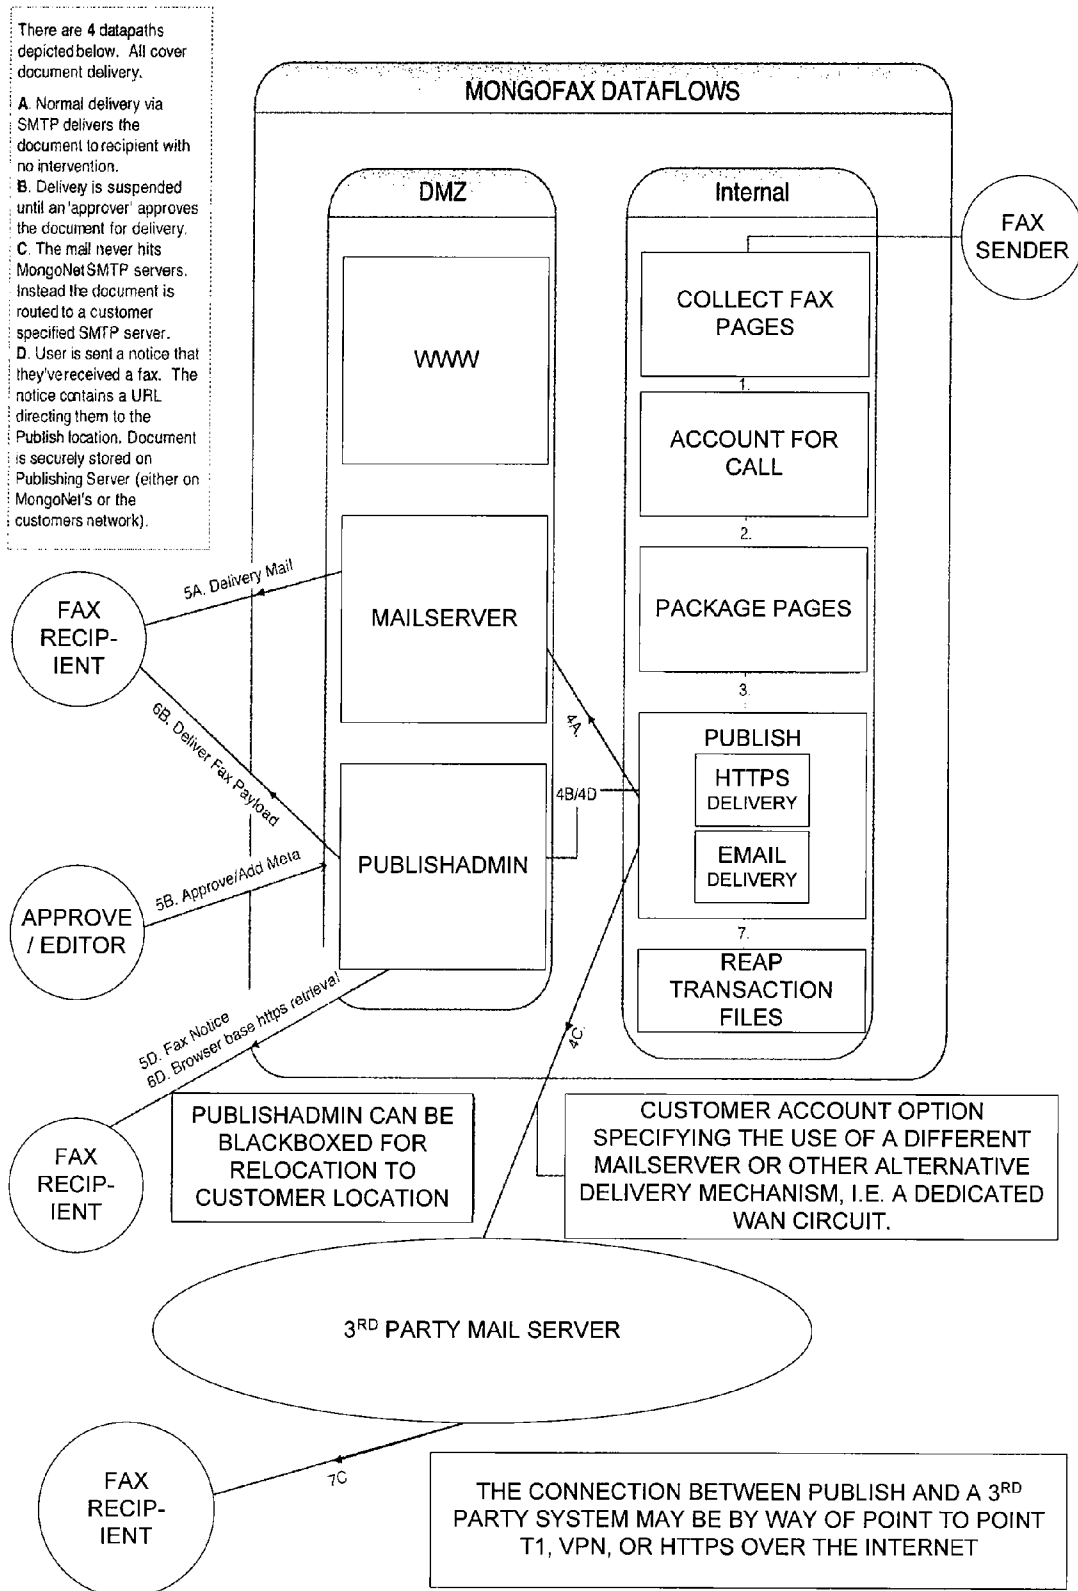 There are 4 datapaths
depicted below. All cover
document delivery.
A. Normal delivery via
SMTP delivers the
document to recipient with
no intervention.
B. Delivery is suspended
until an 'approver' approves
the document for delivery.
C. The mail never hits
MongoNet SMTP servers.
Instead the document is
routed to a customer
specified SMTP server.
D. User is sent a notice that
they've received a fax. The
notice contains a URL
directing them to the
Publish location. Document
is securely stored on
Publishing Server (either on
MongoNet's or the
customers network).
MONGOFAX DATAFLOWS
DMZ
Internal
FAX
SENDER
COLLECT FAX
PAGES
WWW
1.
ACCOUNT FOR
CALL
2.
5A. Delivery Mail
FAX
RECIP-
IENT
MAILSERVER
PACKAGE PAGES
3.
4A.
6B. Deliver Fax Payload
PUBLISH
HTTPS
DELIVERY
4B/4D
EMAIL
DELIVERY
PUBLISHADMIN
5B. Approve/Add Meta
APPROVE
/ EDITOR
7.
REAP
TRANSACTION
FILES
4C.
5D. Fax Notice
6D. Browser base https retrieval
FAX
RECIP-
IENT
PUBLISHADMIN CAN BE
BLACKBOXED FOR
RELOCATION TO
CUSTOMER LOCATION
CUSTOMER ACCOUNT OPTION
SPECIFYING THE USE OF A DIFFERENT
MAILSERVER OR OTHER ALTERNATIVE
DELIVERY MECHANISM, I.E. A DEDICATED
WAN CIRCUIT.
3RD PARTY MAIL SERVER
7C
FAX
RECIP-
IENT
THE CONNECTION BETWEEN PUBLISH AND A 3RD
PARTY SYSTEM MAY BE BY WAY OF POINT TO POINT
T1, VPN, OR HTTPS OVER THE INTERNET